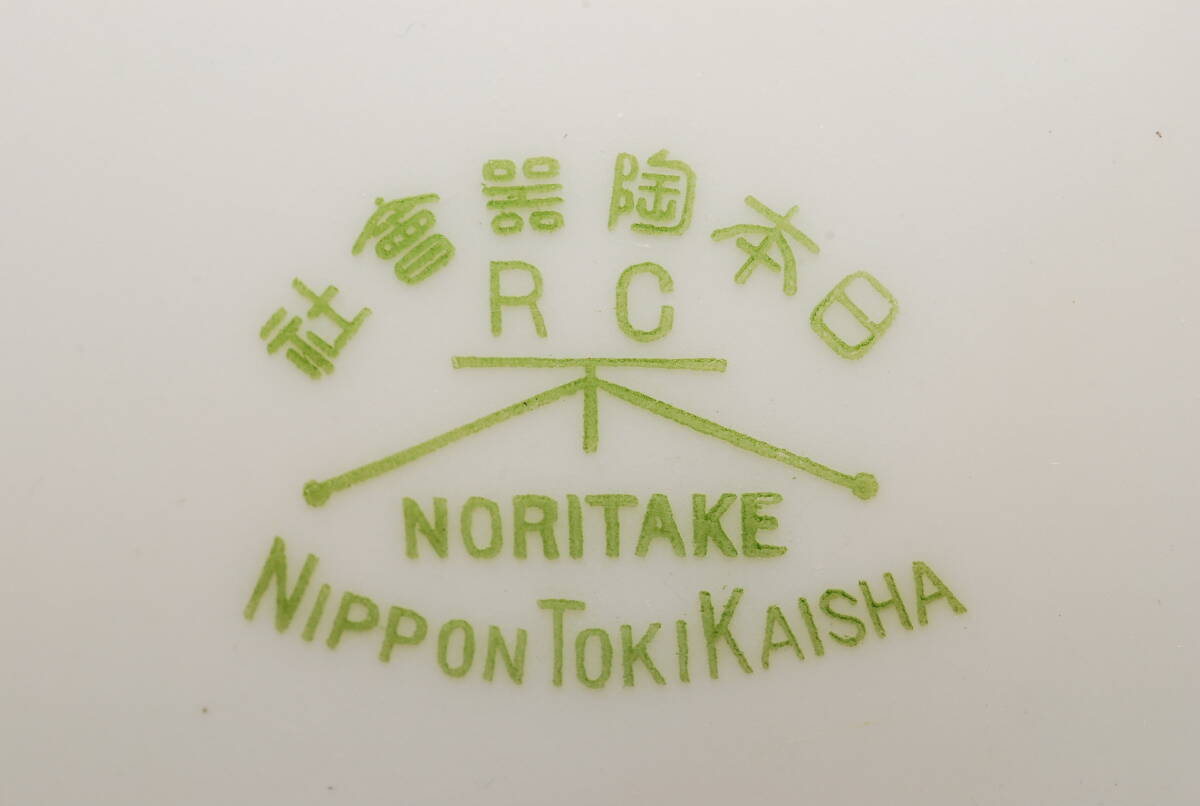 日本陶器會社
R C
NORITAKE
NIPPON TOKI KAISHA